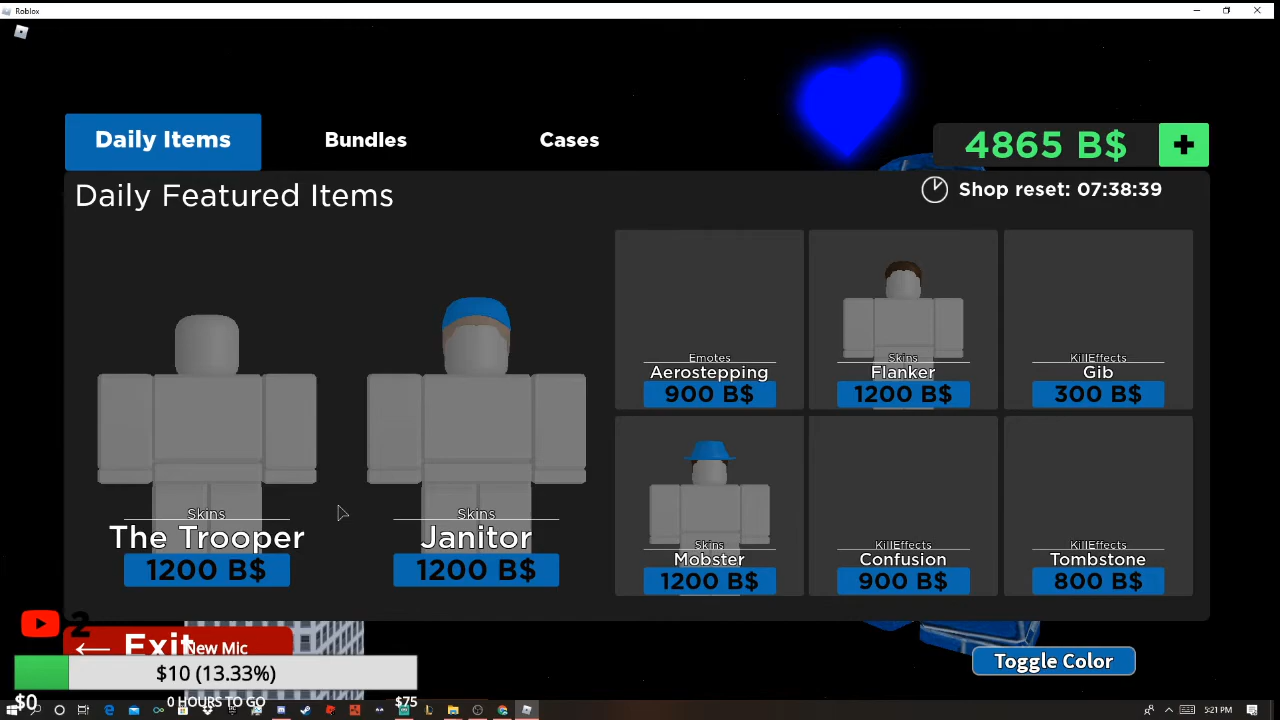 Roblox
Daily Items
Bundles
Cases
4865 B$
+
Daily Featured Items
Shop reset: 07:38:39
Skins
The Trooper
1200 B$
Skins
Janitor
1200 B$
Emotes
Aerostepping
900 B$
Skins
Flanker
1200 B$
KillEffects
Gib
300 B$
Skins
Mobster
1200 B$
KillEffects
Confusion
900 B$
KillEffects
Tombstone
800 B$
2
Exit
New Mic
$10 (13.33%)
$0
0 HOURS TO GO
$75
Toggle Color
5:21 PM